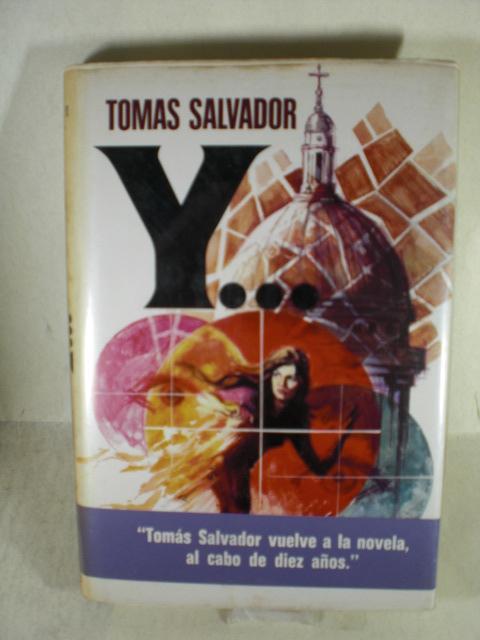 TOMAS SALVADOR
Y...
"Tomás Salvador vuelve a la novela,
al cabo de diez años."